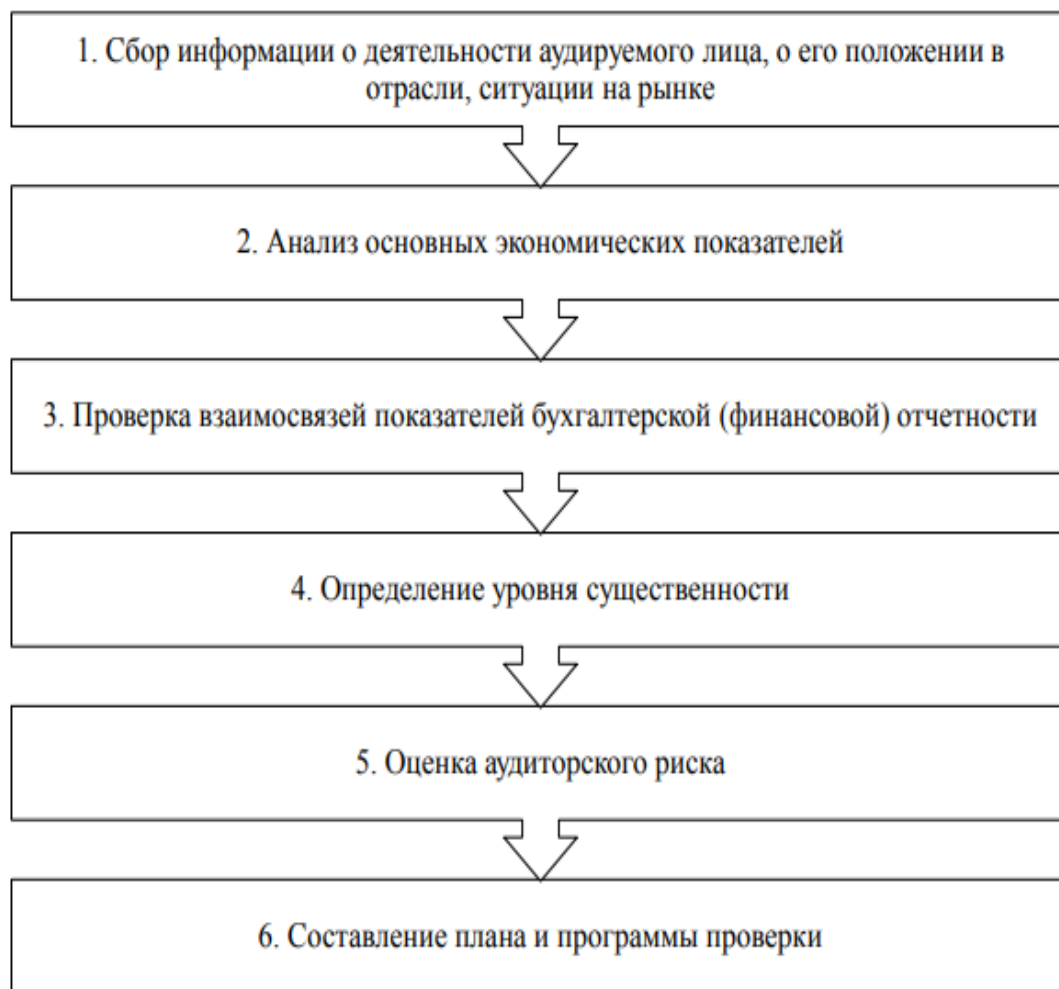 1. Сбор информации о деятельности аудируемого лица, о его положении в
отрасли, ситуации на рынке
2. Анализ основных экономических показателей
3. Проверка взаимосвязей показателей бухгалтерской (финансовой) отчетности
4. Определение уровня существенности
5. Оценка аудиторского риска
6. Составление плана и программы проверки